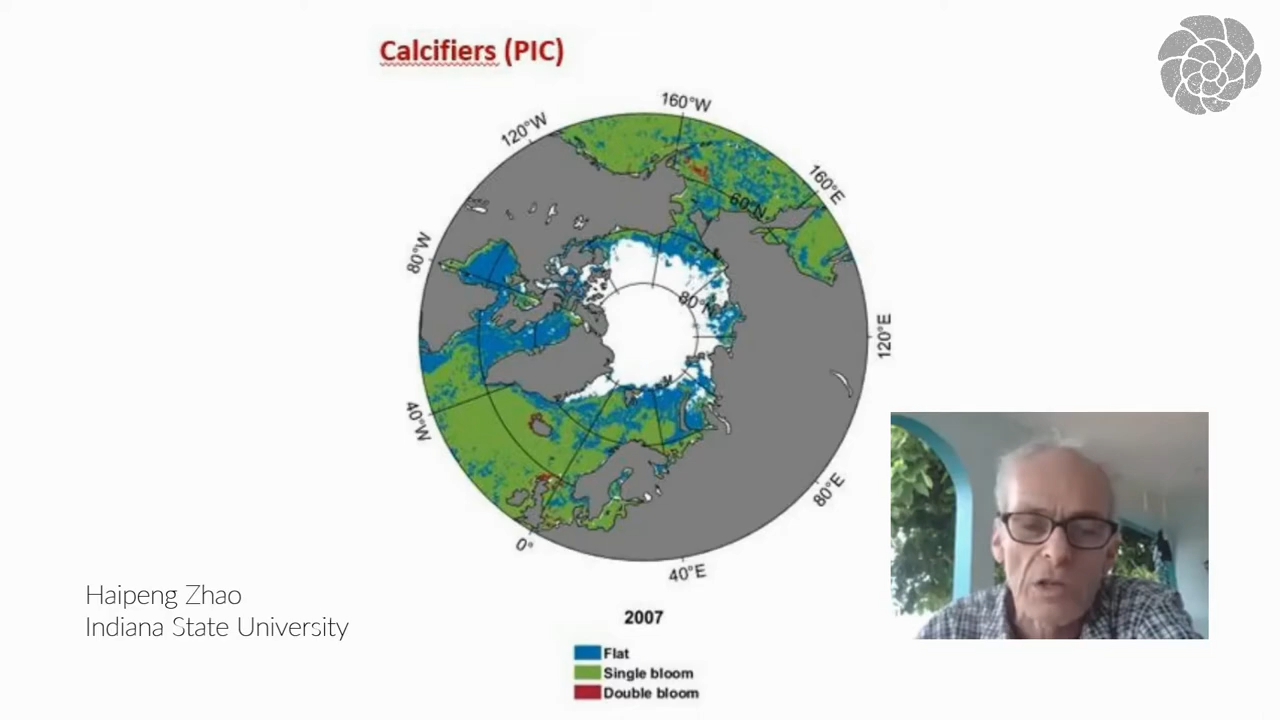 Calcifiers (PIC)
160°W
120°W
160°E
60°N
80°W
80°N
120°E
40°W
80°E
0°
40°E
Haipeng Zhao
Indiana State University
2007
Flat
Single bloom
Double bloom